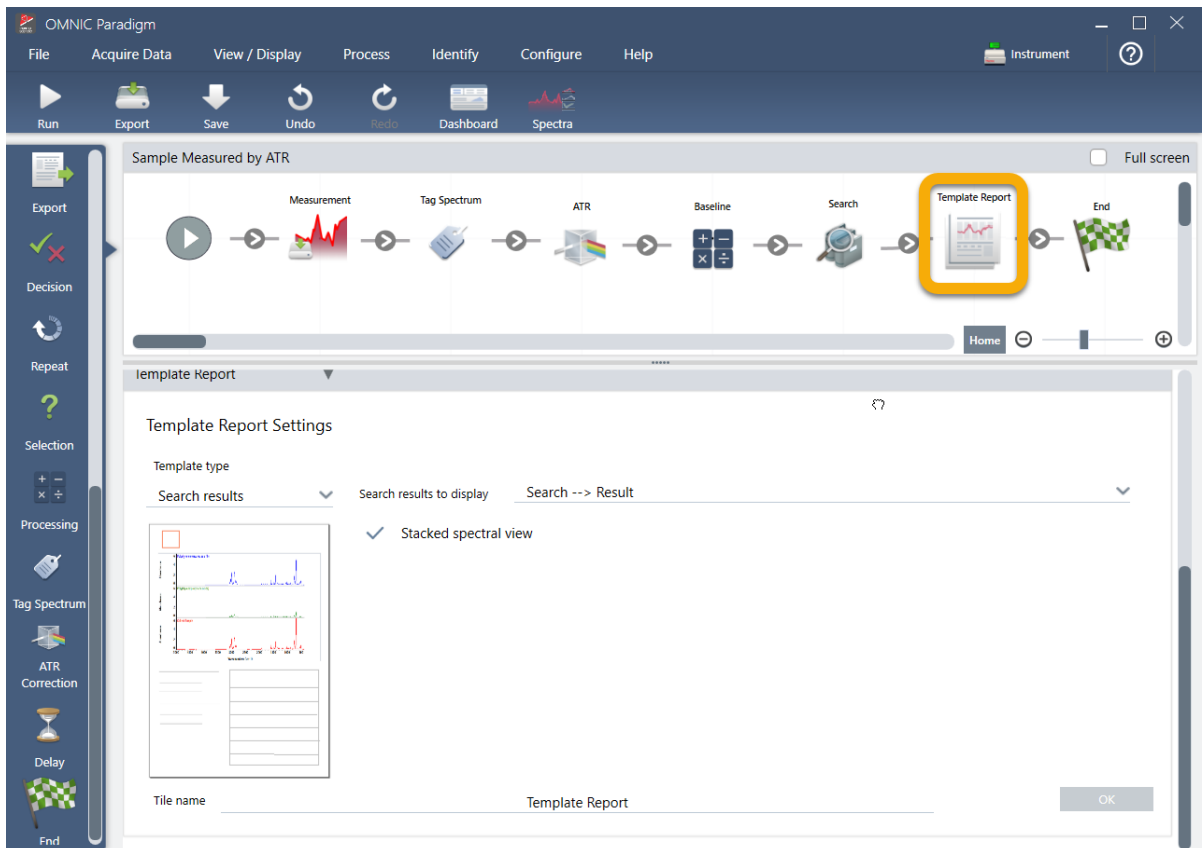 OMNIC Paradigm
File Acquire Data View / Display Process Identify Configure Help Instrument
Run Export Save Undo Redo Dashboard Spectra
Sample Measured by ATR Full screen
Export
Decision
Repeat
Selection
Processing
Tag Spectrum
ATR
Correction
Delay
End
Measurement Tag Spectrum ATR Baseline Search Template Report End
Home
Template Report
Template Report Settings
Template type
Search results Search results to display Search --> Result
Stacked spectral view
Tile name Template Report OK